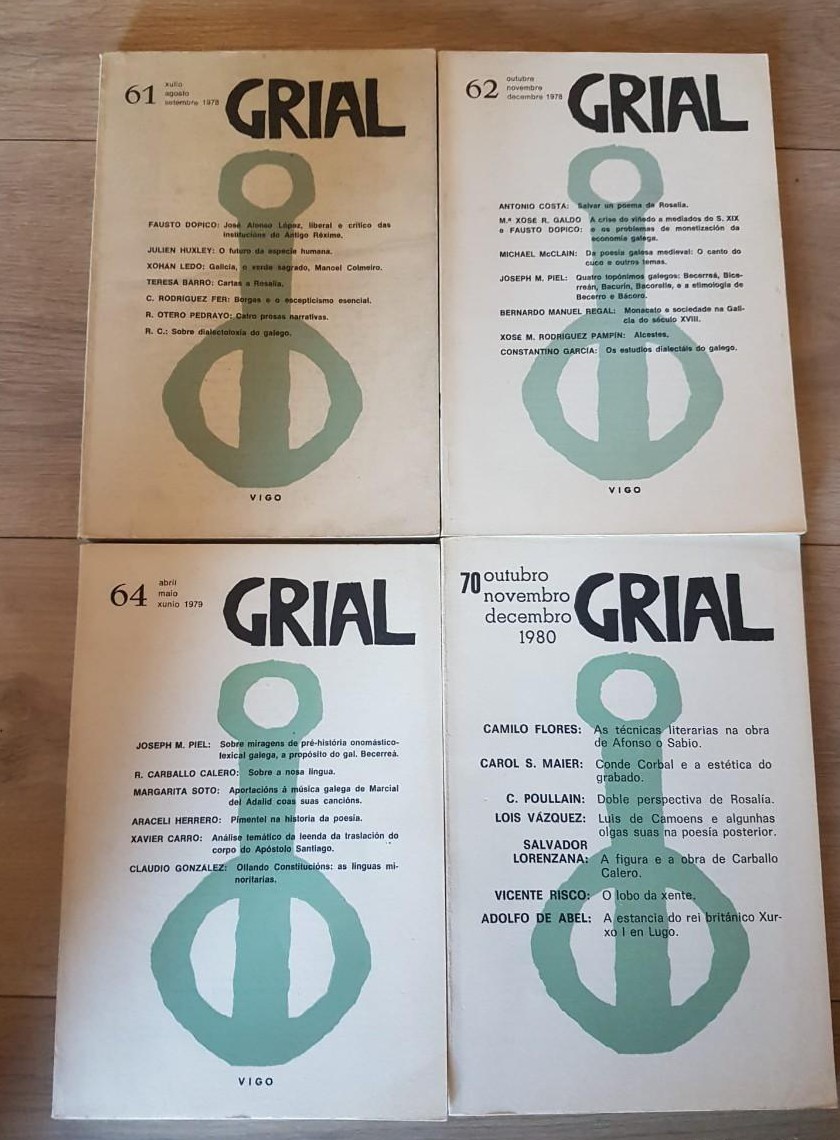 61
xullo
agosto
setembre 1978
GRIAL
FAUSTO DOPICO: José Alonso López, liberal e crítico das
institucións do Antigo Réxime.
JULIEN HUXLEY: O futuro da especie humana.
XOHAN LEDO: Galicia, o verde sagrado, Manoel Colmeiro.
TERESA BARRO: Cartas a Rosalía.
C. RODRÍGUEZ FER: Borges e o escepticismo esencial.
R. OTERO PEDRAYO: Catro prosas narrativas.
R. C.: Sobre dialectoloxía do galego.
VIGO
62
outubre
novembre
decembre 1978
GRIAL
ANTONIO COSTA: Salvar un poema de Rosalía.
M.ª XOSE R. GALDO A crise do viñedo a mediados do S. XIX
e FAUSTO DOPICO: e os problemas de monetización da
economía galega.
MICHAEL McCLAIN: Da poesía galesa medieval: O canto do
cuco e outros temas.
JOSEPH M. PIEL: Quatro topónimos galegos: Becerreá, Bice-
rreán, Bacurín, Bacorelle, e a etimologia de
Becerro e Bácoro.
BERNARDO MANUEL REGAL: Monacato e sociedade na Gali-
cia do século XVIII.
XOSE M. RODRIGUEZ PAMPÍN: Alcestes.
CONSTANTINO GARCIA: Os estudios dialectáis do galego.
VIGO
64
abril
maio
xunio 1979
GRIAL
JOSEPH M. PIEL: Sobre miragens de pré-história onomástico-
lexical galega, a propósito do gal. Becerreá.
R. CARBALLO CALERO: Sobre a nosa lingua.
MARGARITA SOTO: Aportacións á música galega de Marcial
del Adalid coas suas cancións.
ARACELI HERRERO: Pimentel na historia da poesía.
XAVIER CARRO: Análise temático da leenda da traslación do
corpo do Apóstolo Santiago.
CLAUDIO GONZALEZ: Ollando Constitucións: as linguas mi-
noritarias.
VIGO
70
outubro
novembro
decembro
1980
GRIAL
CAMILO FLORES: As técnicas literarias na obra
de Afonso o Sabio.
CAROL S. MAIER: Conde Corbal e a estética do
grabado.
C. POULLAIN: Doble perspectiva de Rosalía.
LOIS VÁZQUEZ: Luis de Camoens e algunhas
olgas suas na poesía posterior.
SALVADOR
LORENZANA: A figura e a obra de Carballo
Calero.
VICENTE RISCO: O lobo da xente.
ADOLFO DE ABEL: A estancia do rei británico Xur-
xo I en Lugo.